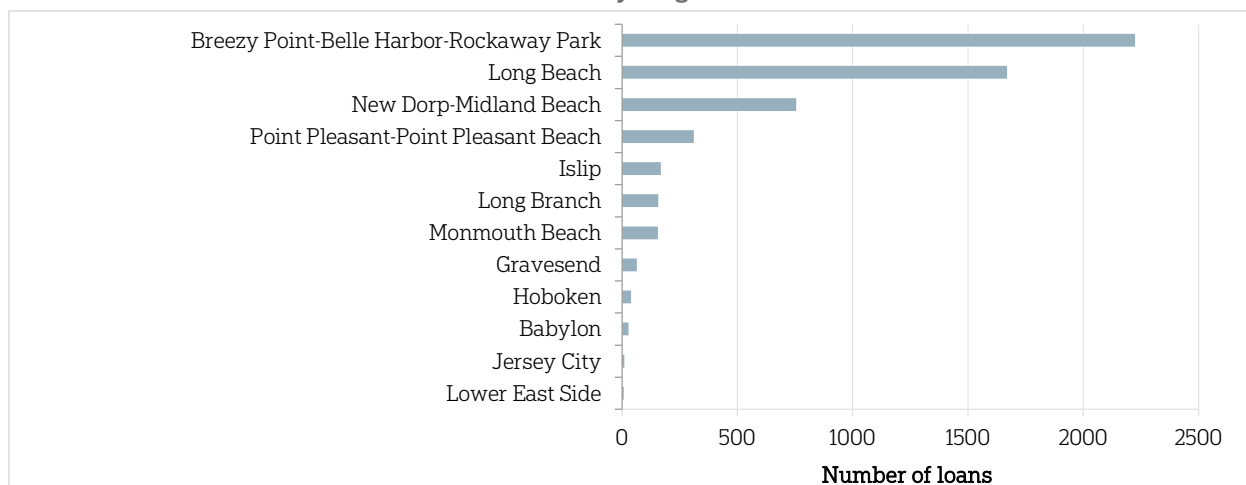 Breezy Point-Belle Harbor-Rockaway Park
Long Beach
New Dorp-Midland Beach
Point Pleasant-Point Pleasant Beach
Islip
Long Branch
Monmouth Beach
Gravesend
Hoboken
Babylon
Jersey City
Lower East Side
0 500 1000 1500 2000 2500
Number of loans